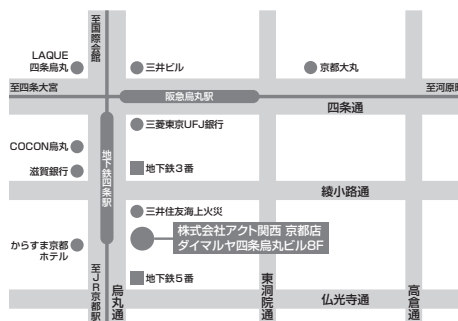 至国際会館
LAQUE
四条烏丸
三井ビル
京都大丸
至四条大宮
阪急烏丸駅
至河原町
四条通
三菱東京UFJ銀行
COCON烏丸
地下鉄四条駅
地下鉄3番
滋賀銀行
綾小路通
三井住友海上火災
株式会社アクト関西 京都店
ダイマルヤ四条烏丸ビル8F
からすま京都
ホテル
至JR京都駅
烏丸通
地下鉄5番
東洞院通
仏光寺通
高倉通